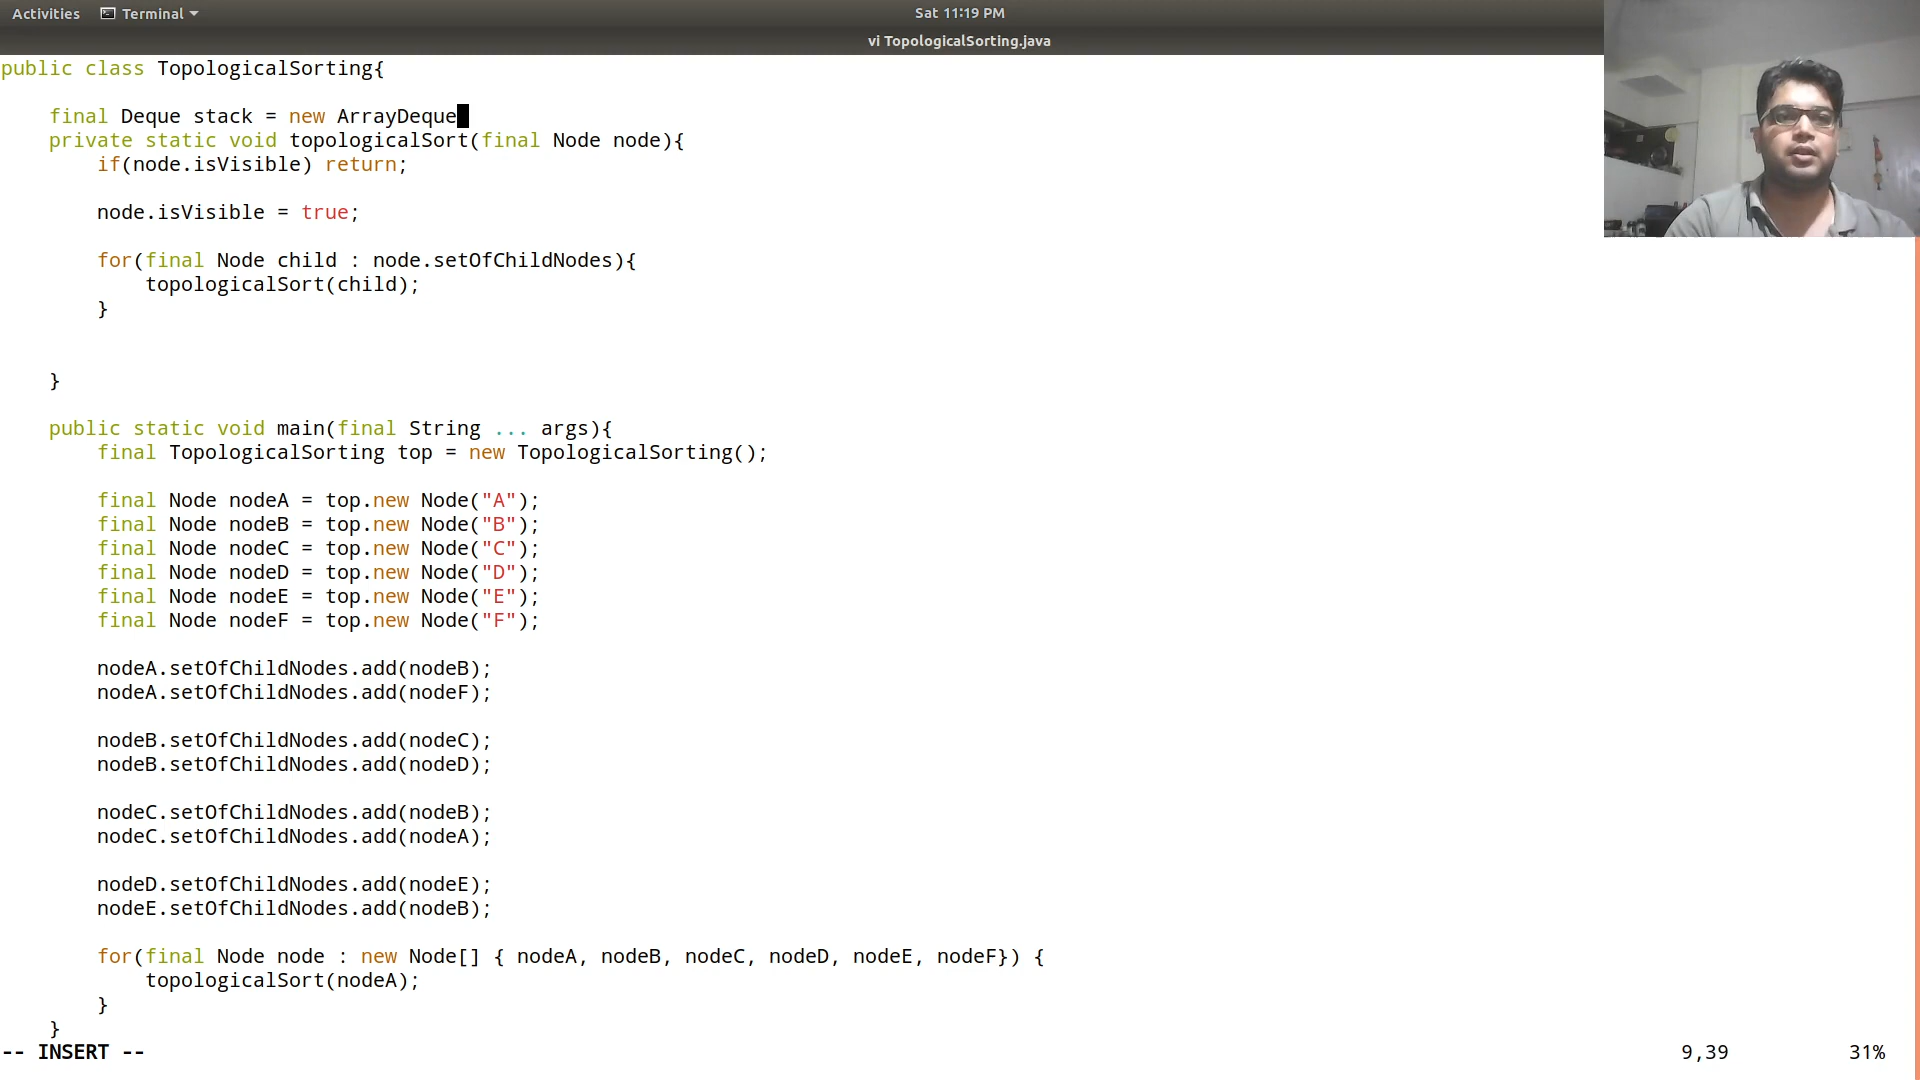 Activities Terminal Sat 11:19 PM
vi TopologicalSorting.java
public class TopologicalSorting{
final Deque stack = new ArrayDeque
private static void topologicalSort(final Node node){
if(node.isVisible) return;
node.isVisible = true;
for(final Node child : node.setOfChildNodes){
topologicalSort(child);
}
}
public static void main(final String ... args){
final TopologicalSorting top = new TopologicalSorting();
final Node nodeA = top.new Node("A");
final Node nodeB = top.new Node("B");
final Node nodeC = top.new Node("C");
final Node nodeD = top.new Node("D");
final Node nodeE = top.new Node("E");
final Node nodeF = top.new Node("F");
nodeA.setOfChildNodes.add(nodeB);
nodeA.setOfChildNodes.add(nodeF);
nodeB.setOfChildNodes.add(nodeC);
nodeB.setOfChildNodes.add(nodeD);
nodeC.setOfChildNodes.add(nodeB);
nodeC.setOfChildNodes.add(nodeA);
nodeD.setOfChildNodes.add(nodeE);
nodeE.setOfChildNodes.add(nodeB);
for(final Node node : new Node[] { nodeA, nodeB, nodeC, nodeD, nodeE, nodeF}) {
topologicalSort(nodeA);
}
}
-- INSERT -- 9,39 31%